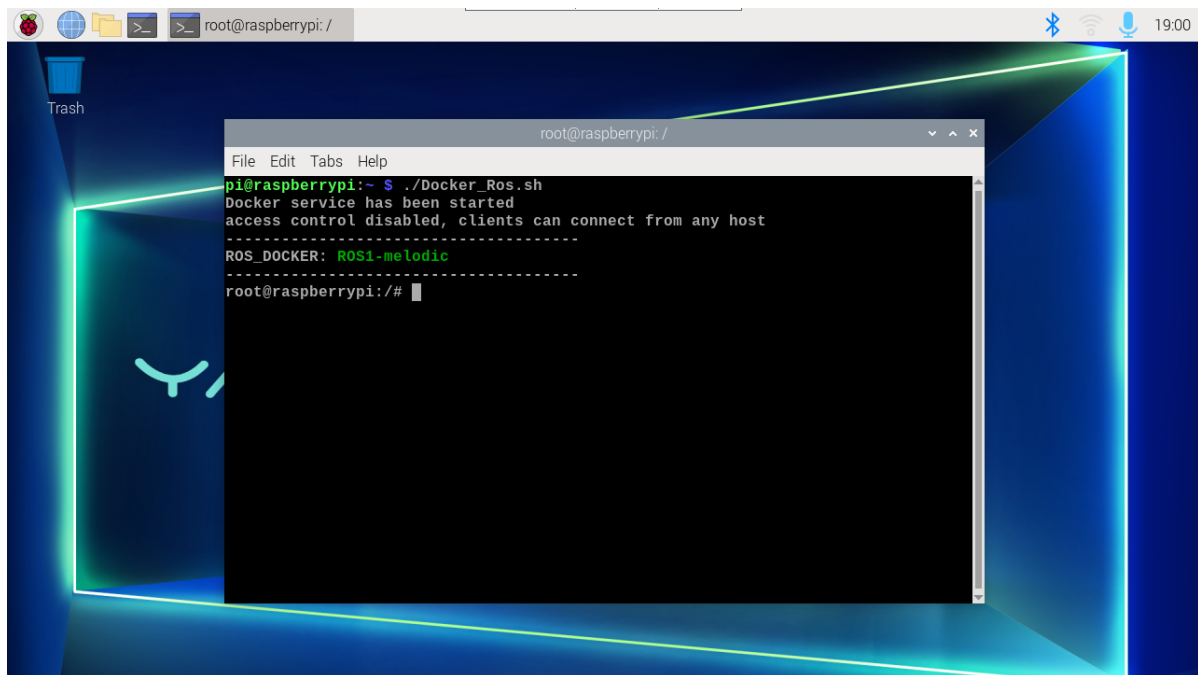 root@raspberrypi: /
19:00
Trash
root@raspberrypi: /
File Edit Tabs Help
pi@raspberrypi:~ $ ./Docker_Ros.sh
Docker service has been started
access control disabled, clients can connect from any host
--------------------------------------
ROS_DOCKER: ROS1-melodic
--------------------------------------
root@raspberrypi:/#